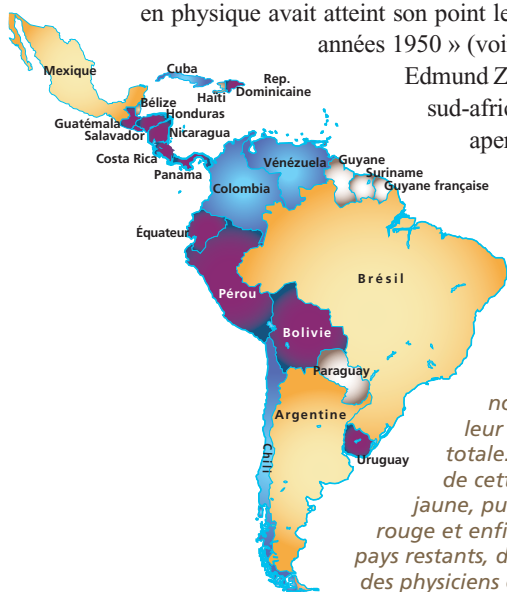 en physique avait atteint son point le
années 1950 » (voi
Edmund Z
sud-afric
aper
Mexique
Cuba
Rep.
Dominicaine
Haïti
Bélize
Honduras
Guatémala
Salavador
Nicaragua
Costa Rica
Panama
Vénézuela
Guyane
Suriname
Guyane française
Colombia
Équateur
Brésil
Pérou
Bolivie
Paraguay
Argentine
Chili
Uruguay
no
leur
totale.
de cett
jaune, pu
rouge et enfi
pays restants, d
des physiciens